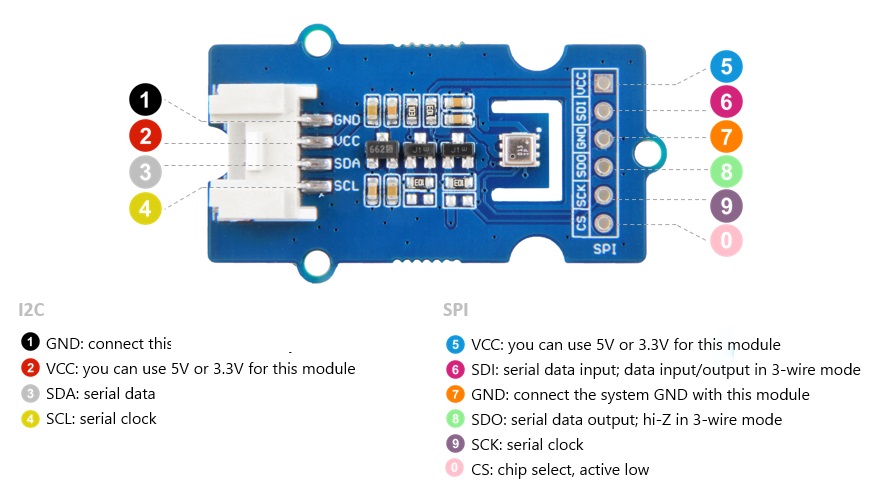 1
2
3
4
GND
VCC
SDA
SCL
662
J1
J1
VCC
SDI
GND
SDO
SCK
CS
SPI
5
6
7
8
9
0
I2C
1 GND: connect this
2 VCC: you can use 5V or 3.3V for this module
3 SDA: serial data
4 SCL: serial clock
SPI
5 VCC: you can use 5V or 3.3V for this module
6 SDI: serial data input; data input/output in 3-wire mode
7 GND: connect the system GND with this module
8 SDO: serial data output; hi-Z in 3-wire mode
9 SCK: serial clock
0 CS: chip select, active low